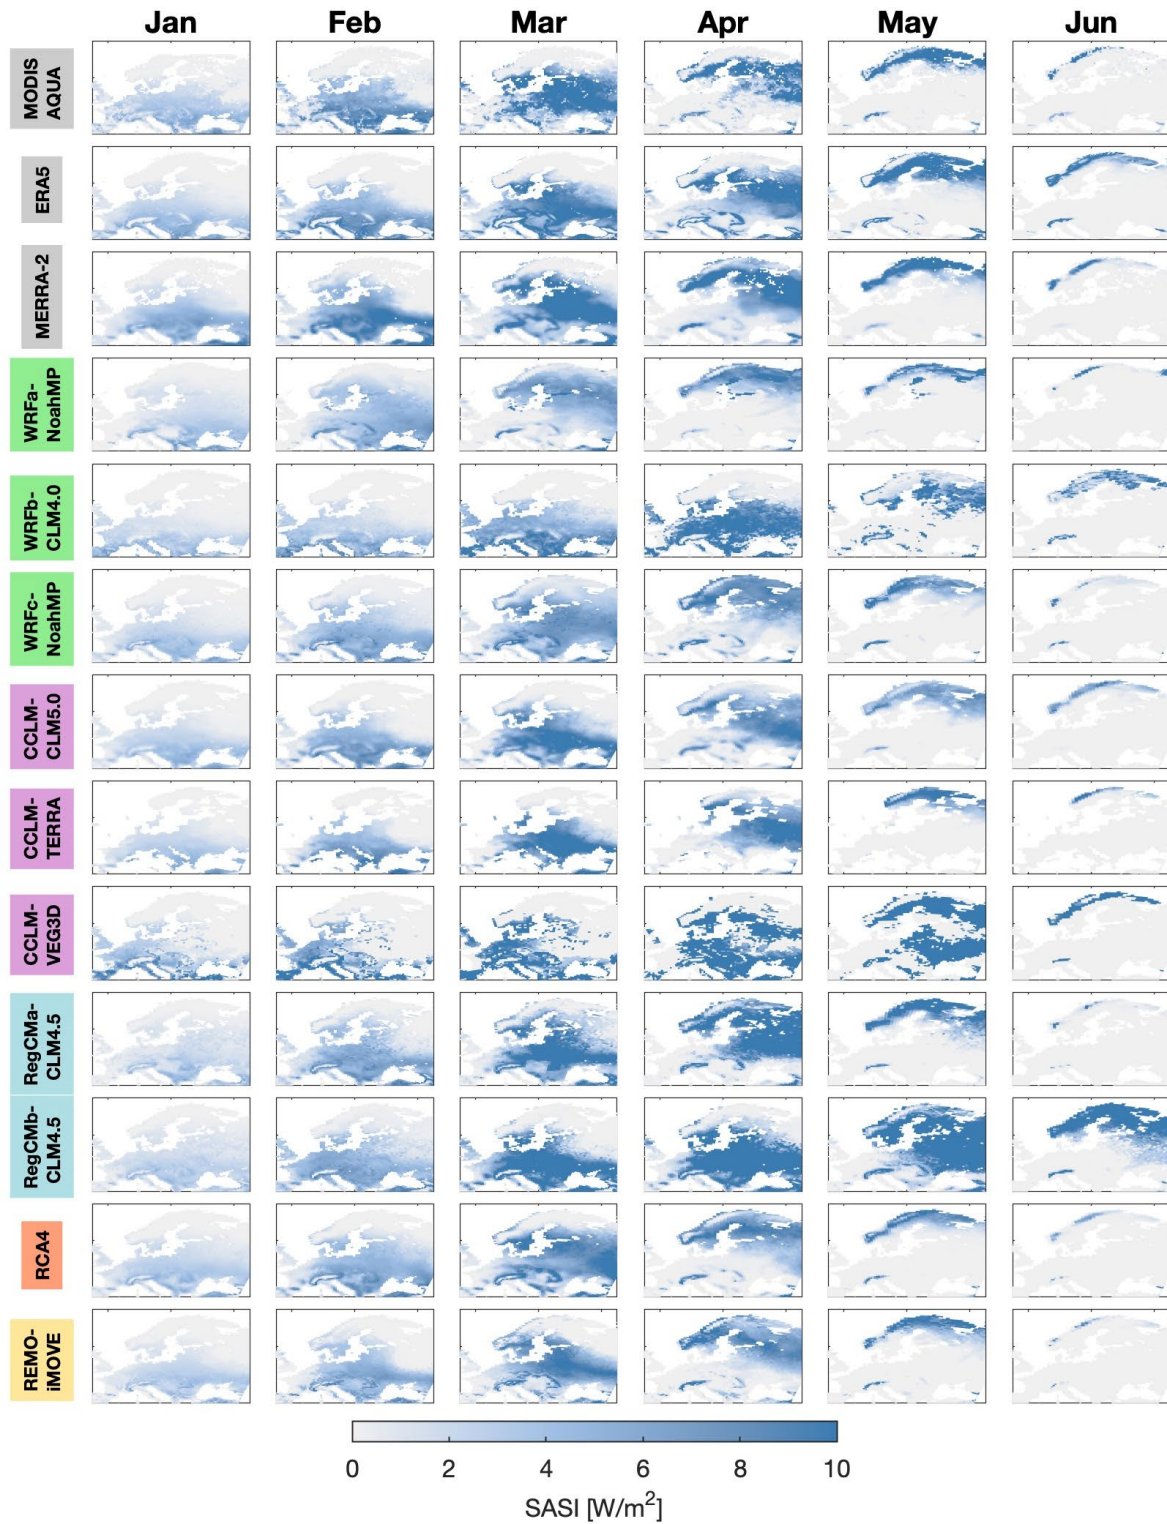 Jan Feb Mar Apr May Jun
MODIS
AQUA
ERA5
MERRA-2
WRFa-
NoahMP
WRFb-
CLM4.0
WRFc-
NoahMP
CCLM-
CLM5.0
CCLM-
TERRA
CCLM-
VEG3D
RegCMa-
CLM4.5
RegCMb-
CLM4.5
RCA4
REMO-
iMOVE
0 2 4 6 8 10
SASI [W/m²]